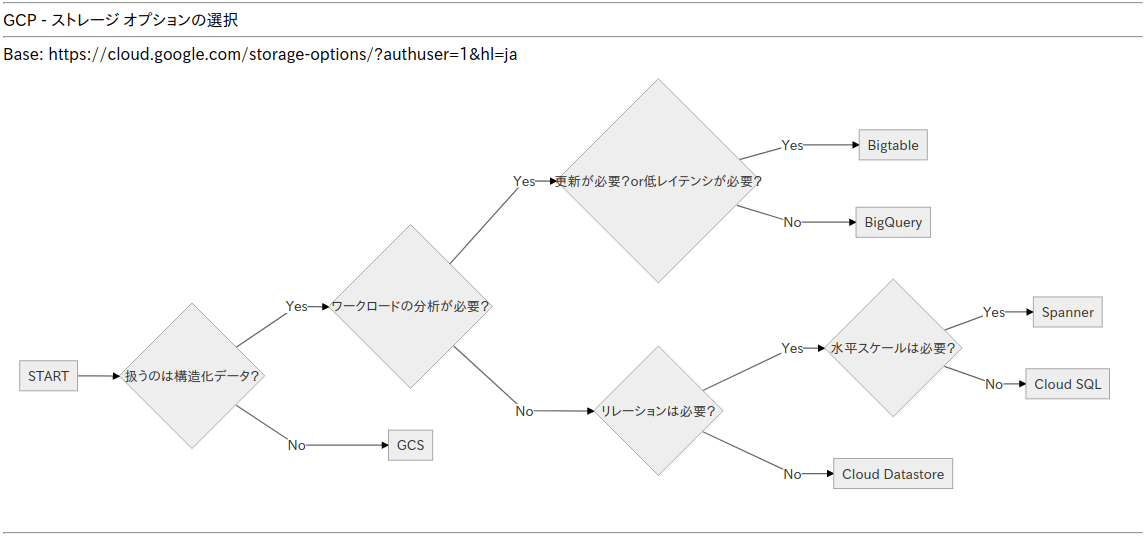 GCP - ストレージ オプションの選択
Base: https://cloud.google.com/storage-options/?authuser=1&hl=ja
START
扱うのは構造化データ?
Yes
No
GCS
ワークロードの分析が必要?
Yes
No
更新が必要?or低レイテンシが必要?
Yes
Bigtable
No
BigQuery
リレーションは必要?
Yes
No
水平スケールは必要?
Yes
Spanner
No
Cloud SQL
Cloud Datastore